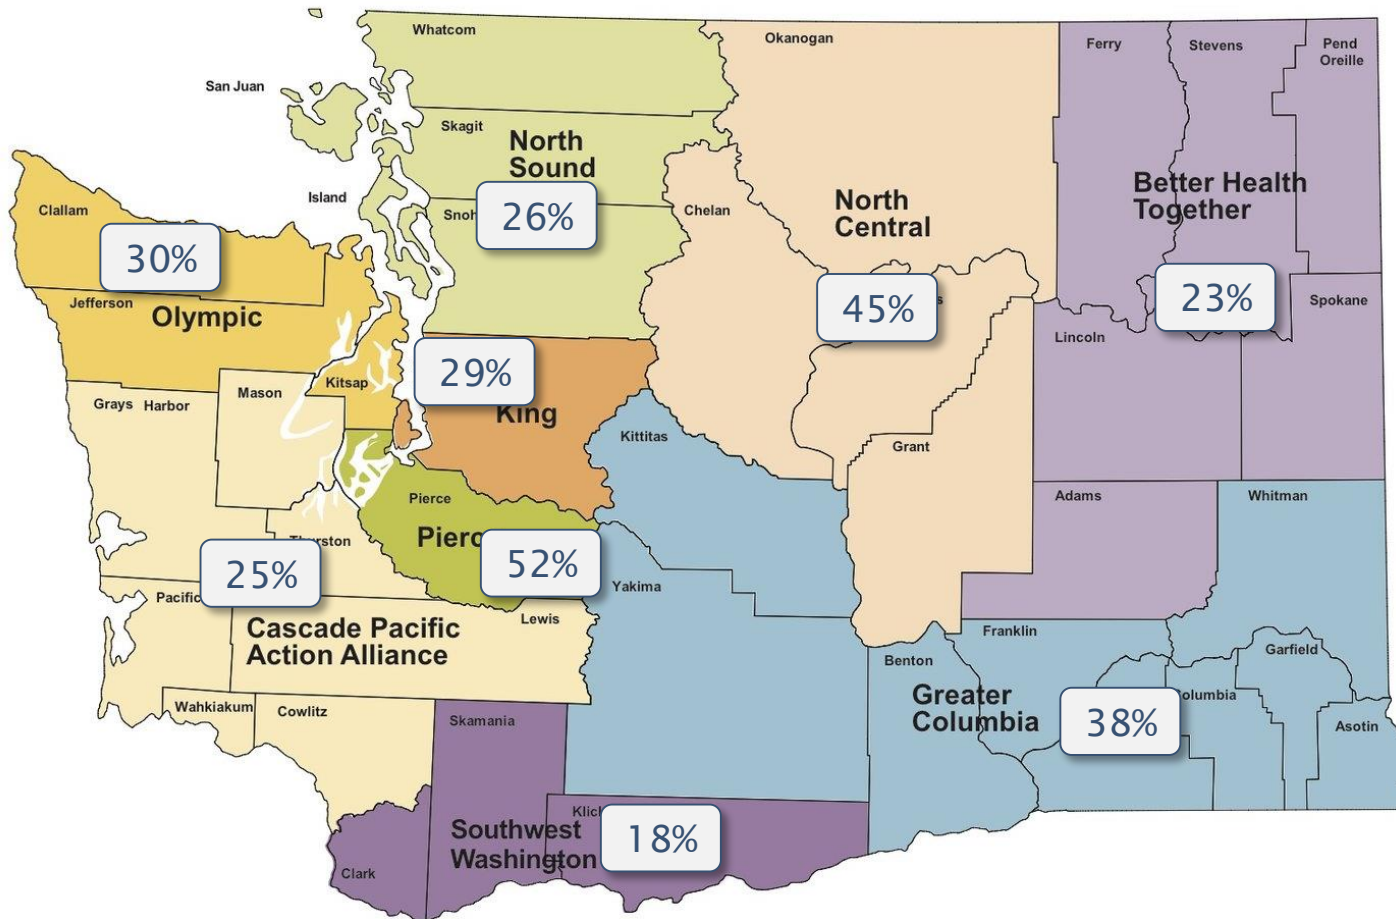 Whatcom
Okanogan
Ferry
Stevens
Pend
Oreille
San Juan
Skagit
North
Sound
Island
26%
Chelan
North
Central
Better Health
Together
Clallam
30%
Jefferson
Olympic
45%
23%
Spokane
Lincoln
29%
King
Kitsap
Mason
Grays Harbor
Kittitas
Grant
Pierce
52%
Adams
Whitman
25%
Yakima
Pacific
Lewis
Cascade Pacific
Action Alliance
Franklin
Benton
Garfield
Greater
Columbia
38%
Asotin
Wahkiakum
Cowlitz
Skamania
18%
Southwest
Washington
Clark